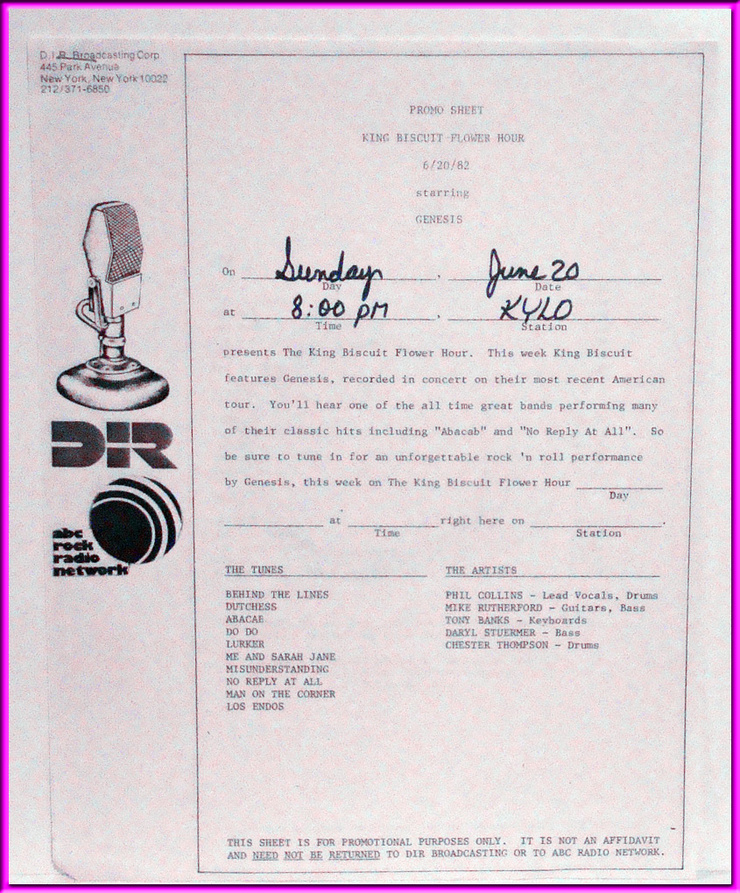 D.I.R. Broadcasting Corp
445 Park Avenue
New York, New York 10022
212/371-6850
PROMO SHEET
KING BISCUIT FLOWER HOUR
6/20/82
starring
GENESIS
On Sunday, June 20
Day Date
at 8:00 PM, KYLO
Time Station
presents The King Biscuit Flower Hour. This week King Biscuit
features Genesis, recorded in concert on their most recent American
tour. You'll hear one of the all time great bands performing many
of their classic hits including "Abacab" and "No Reply At All". So
be sure to tune in for an unforgettable rock 'n roll performance
by Genesis, this week on The King Biscuit Flower Hour
Day
at right here on .
Time Station
DIR
abc
rock
radio
network
THE TUNES
BEHIND THE LINES
DUTCHESS
ABACAB
DO DO
LURKER
ME AND SARAH JANE
MISUNDERSTANDING
NO REPLY AT ALL
MAN ON THE CORNER
LOS ENDOS
THE ARTISTS
PHIL COLLINS - Lead Vocals, Drums
MIKE RUTHERFORD - Guitars, Bass
TONY BANKS - Keyboards
DARYL STUERMER - Bass
CHESTER THOMPSON - Drums
THIS SHEET IS FOR PROMOTIONAL PURPOSES ONLY. IT IS NOT AN AFFIDAVIT
AND NEED NOT BE RETURNED TO DIR BROADCASTING OR TO ABC RADIO NETWORK.